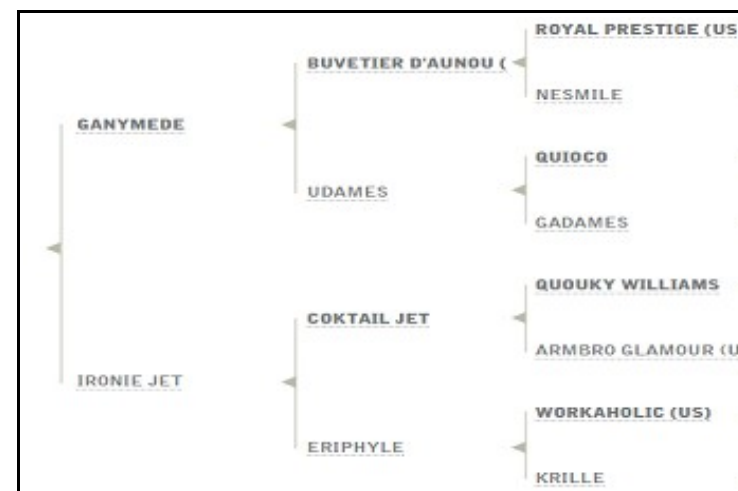 ROYAL PRESTIGE (US
BUVETIER D'AUNOU (
NESMILE
GANYMEDE
QUIOCO
UDAMES
GADAMES
QUOUKY WILLIAMS
COKTAIL JET
ARMBRO GLAMOUR (U
IRONIE JET
WORKAHOLIC (US)
ERIPHYLE
KRILLE